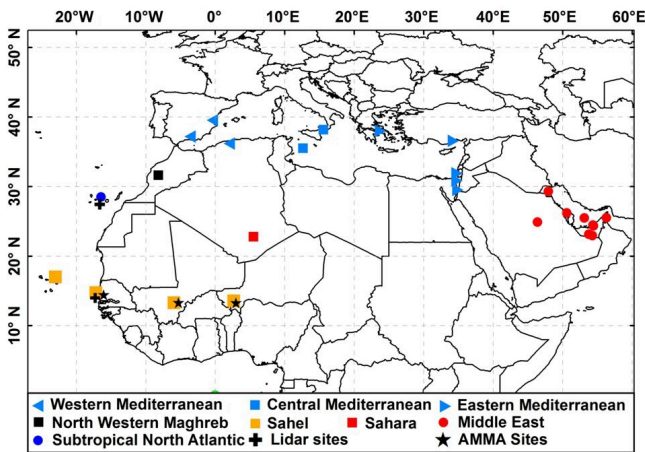 20° W 10° W 0° E 10° E 20° E 30° E 40° E 50° E 60° E
50° N
40° N
30° N
20° N
10° N
Western Mediterranean Central Mediterranean Eastern Mediterranean
North Western Maghreb Sahel Sahara Middle East
Subtropical North Atlantic Lidar sites AMMA Sites